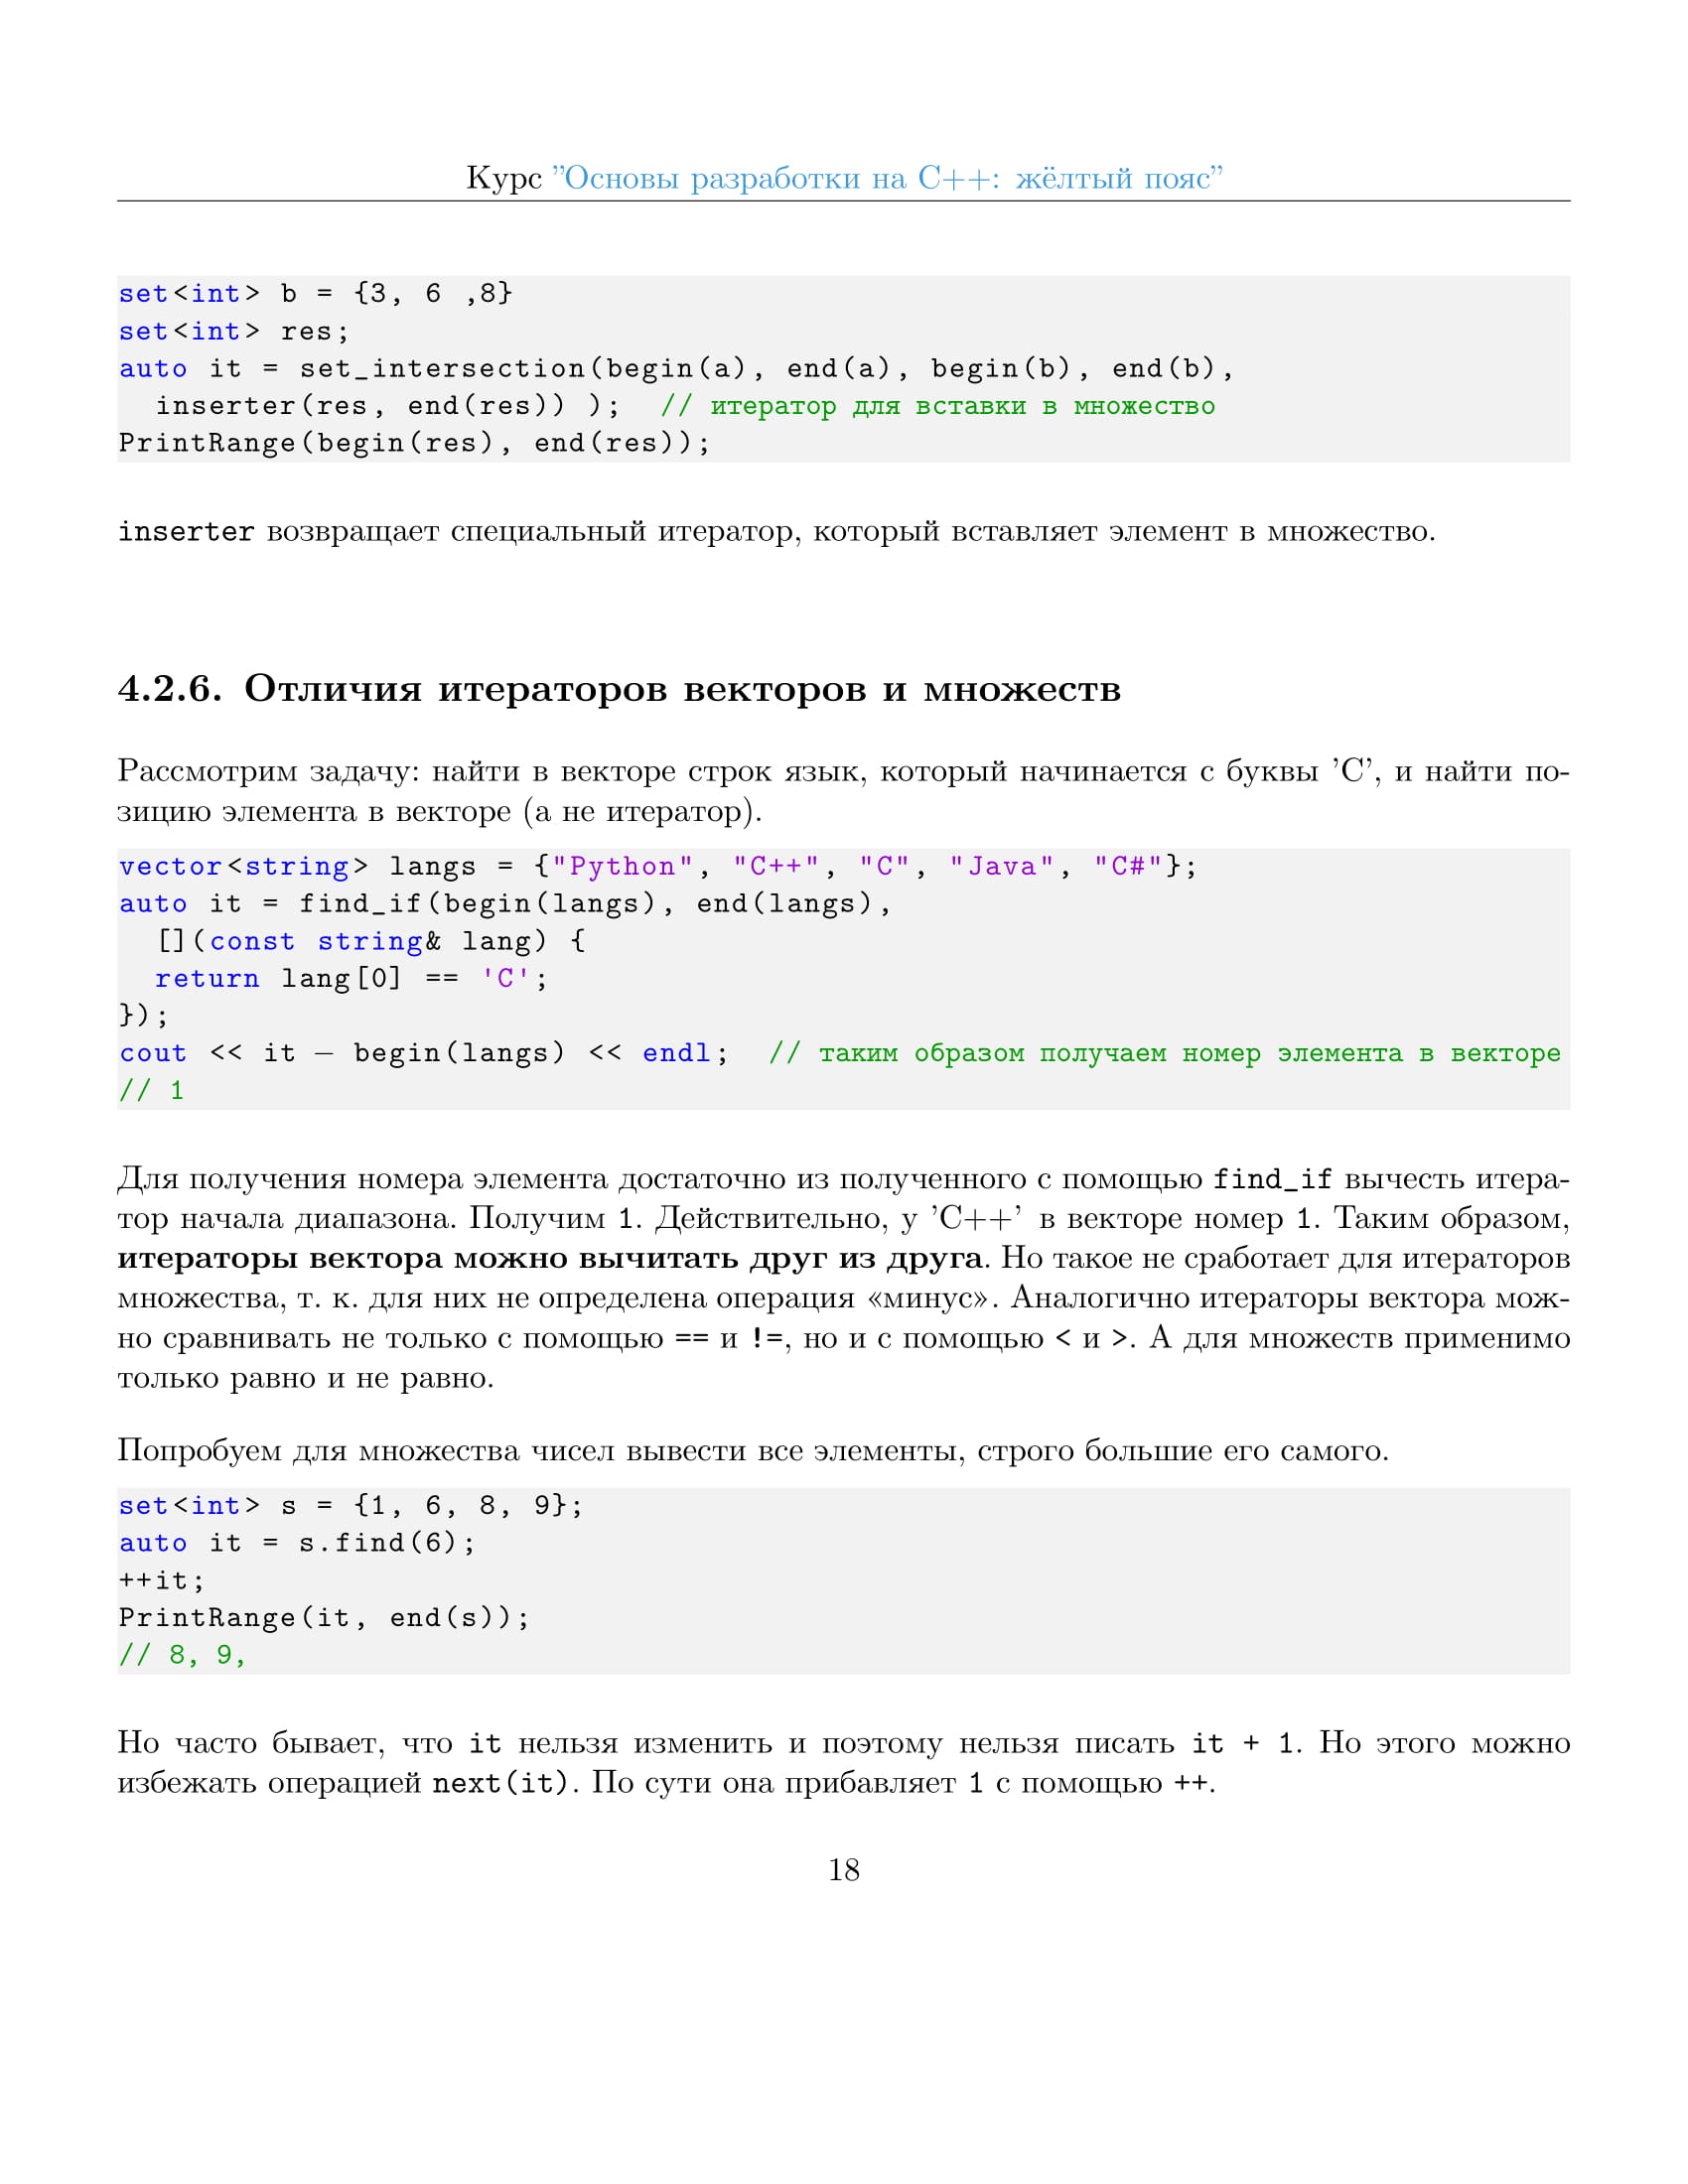 Курс ”Основы разработки на C++: жёлтый пояс”
set<int> b = {3, 6 ,8}
set<int> res;
auto it = set_intersection(begin(a), end(a), begin(b), end(b),
  inserter(res, end(res)) );  // итератор для вставки в множество
PrintRange(begin(res), end(res));
inserter возвращает специальный итератор, который вставляет элемент в множество.
4.2.6. Отличия итераторов векторов и множеств
Рассмотрим задачу: найти в векторе строк язык, который начинается с буквы ’C’, и найти по-
зицию элемента в векторе (а не итератор).
vector<string> langs = {"Python", "C++", "C", "Java", "C#"};
auto it = find_if(begin(langs), end(langs),
  [](const string& lang) {
  return lang[0] == 'C';
});
cout << it − begin(langs) << endl;  // таким образом получаем номер элемента в векторе
// 1
Для получения номера элемента достаточно из полученного с помощью find_if вычесть итера-
тор начала диапазона. Получим 1. Действительно, у ’C++’ в векторе номер 1. Таким образом,
итераторы вектора можно вычитать друг из друга. Но такое не сработает для итераторов
множества, т. к. для них не определена операция «минус». Аналогично итераторы вектора мож-
но сравнивать не только с помощью == и !=, но и с помощью < и >. А для множеств применимо
только равно и не равно.
Попробуем для множества чисел вывести все элементы, строго большие его самого.
set<int> s = {1, 6, 8, 9};
auto it = s.find(6);
++it;
PrintRange(it, end(s));
// 8, 9,
Но часто бывает, что it нельзя изменить и поэтому нельзя писать it + 1. Но этого можно
избежать операцией next(it). По сути она прибавляет 1 с помощью ++.
18